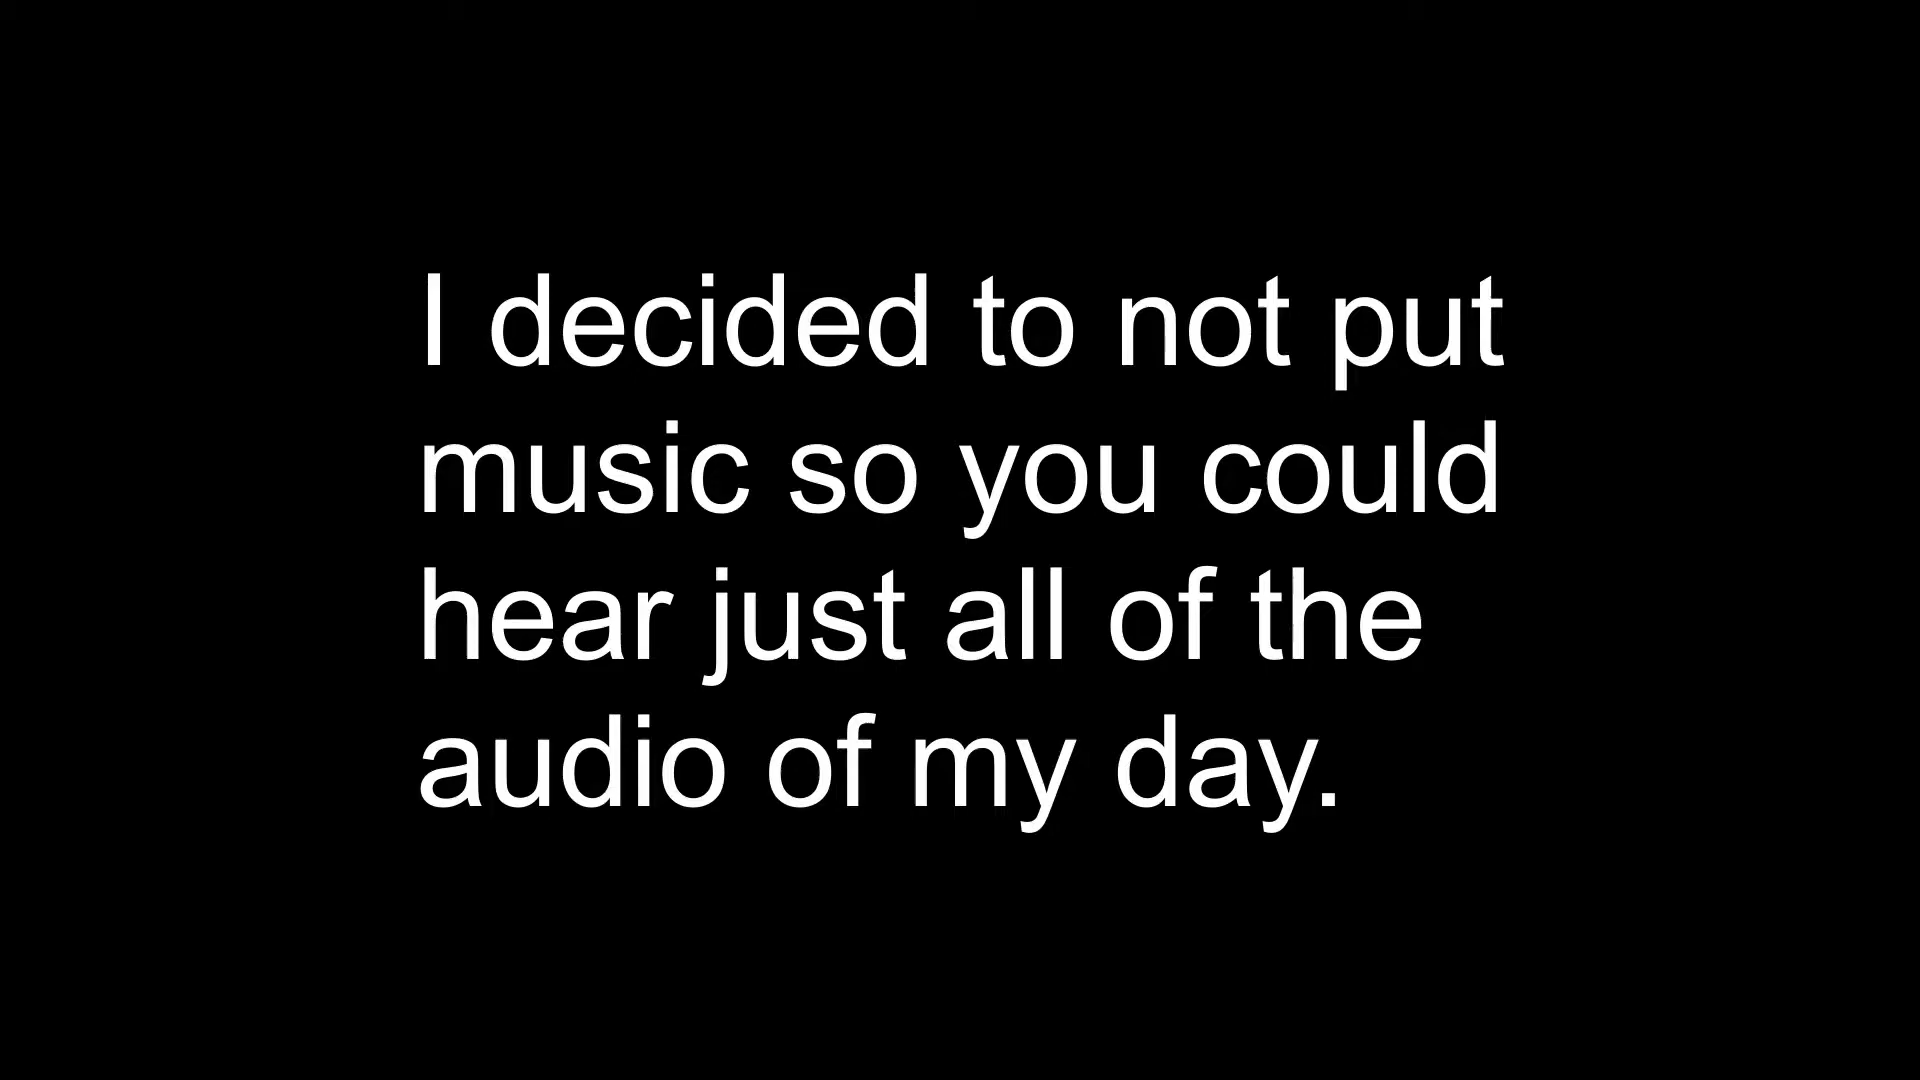 I decided to not put
music so you could
hear just all of the
audio of my day.